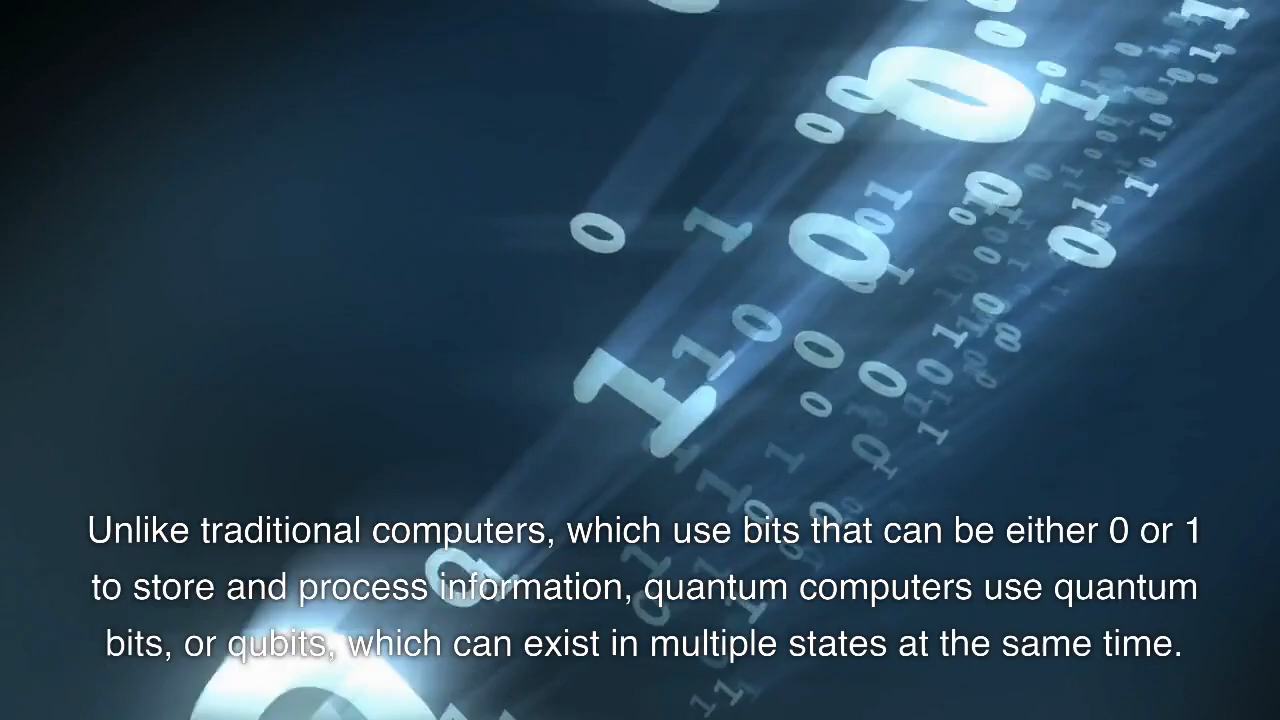 Unlike traditional computers, which use bits that can be either 0 or 1
to store and process information, quantum computers use quantum
bits, or qubits, which can exist in multiple states at the same time.